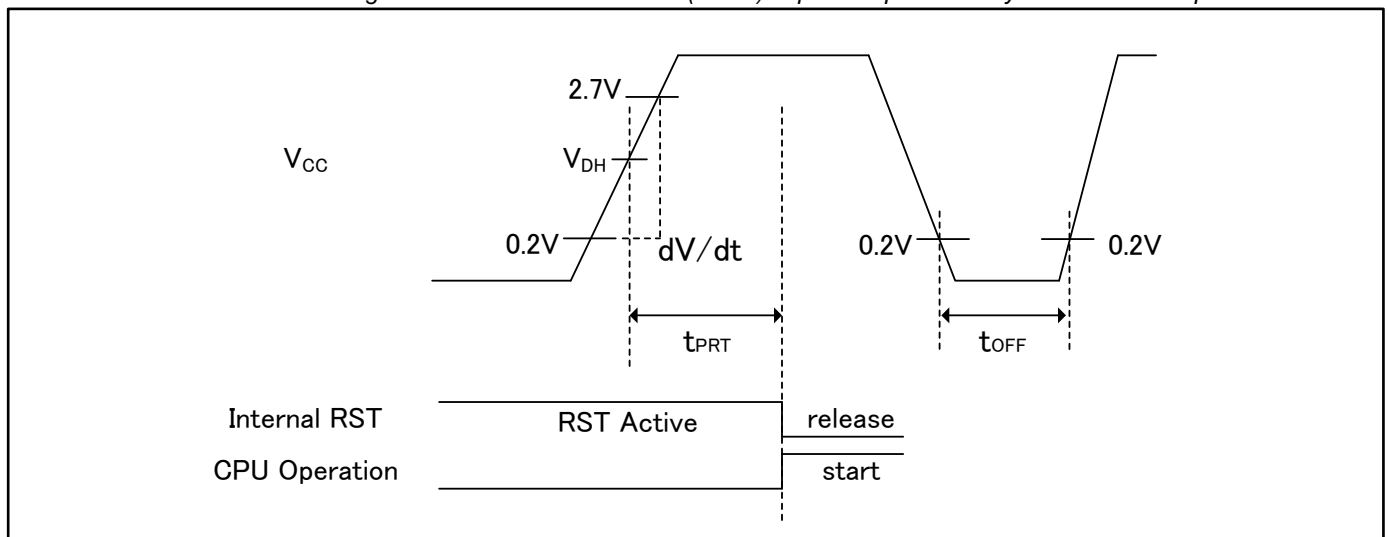 2.7V
VCC
VDH
0.2V
dV/dt
0.2V
0.2V
tPRT
tOFF
Internal RST
RST Active
release
CPU Operation
start